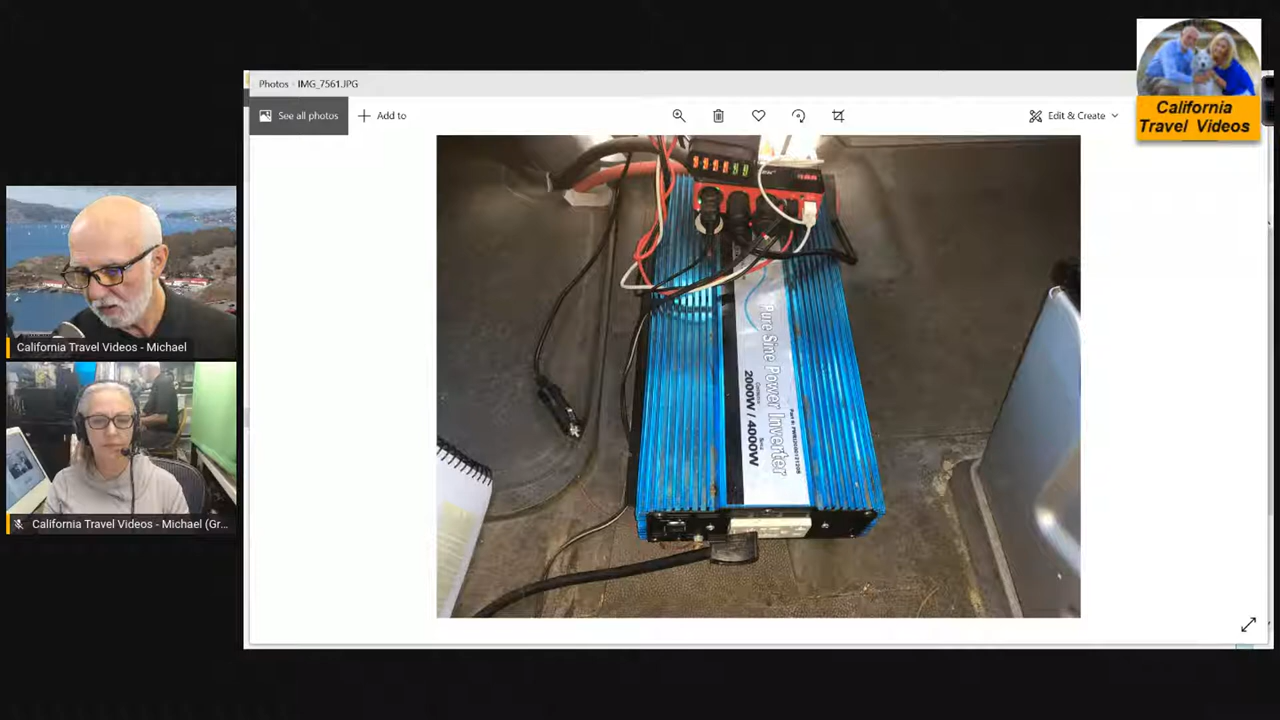 Photos - IMG_7561.JPG
See all photos
Add to
Edit & Create
California
Travel Videos
Pure Sine Power Inverter
2000W / 4000W
California Travel Videos - Michael
California Travel Videos - Michael (Gr...